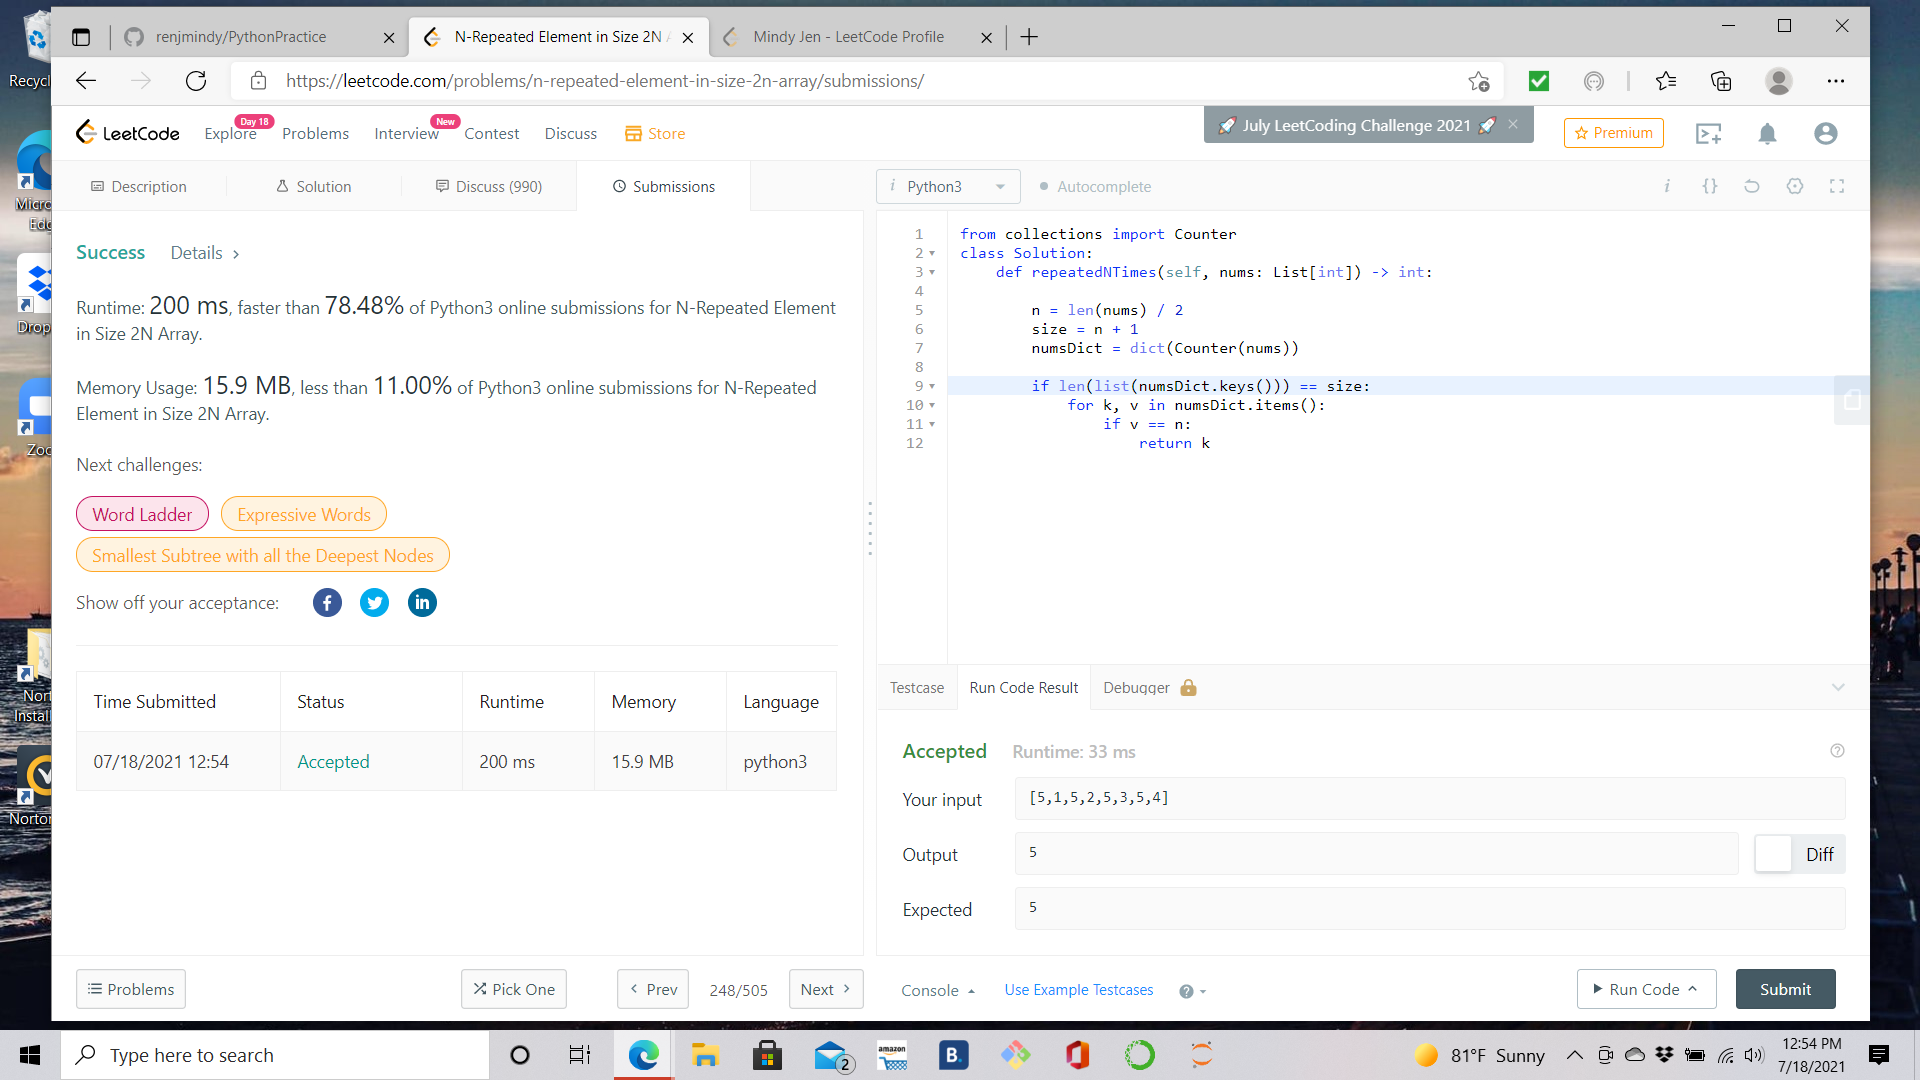 Recycl
Micro
Edg
Drop
Zoo
Nort
Install
Norton
renjmindy/PythonPractice
N-Repeated Element in Size 2N A
Mindy Jen - LeetCode Profile
https://leetcode.com/problems/n-repeated-element-in-size-2n-array/submissions/
LeetCode
Explore
Day 18
Problems
Interview
New
Contest
Discuss
Store
🚀 July LeetCoding Challenge 2021 🚀
Premium
Description
Solution
Discuss (990)
Submissions
Success
Details >
Runtime: 200 ms, faster than 78.48% of Python3 online submissions for N-Repeated Element
in Size 2N Array.
Memory Usage: 15.9 MB, less than 11.00% of Python3 online submissions for N-Repeated
Element in Size 2N Array.
Next challenges:
Word Ladder
Expressive Words
Smallest Subtree with all the Deepest Nodes
Show off your acceptance:
Time Submitted Status Runtime Memory Language
07/18/2021 12:54 Accepted 200 ms 15.9 MB python3
Problems
Pick One
Prev
248/505
Next
i Python3
Autocomplete
i {}
1 from collections import Counter
2 class Solution:
3 def repeatedNTimes(self, nums: List[int]) -> int:
4
5 n = len(nums) / 2
6 size = n + 1
7 numsDict = dict(Counter(nums))
8
9 if len(list(numsDict.keys())) == size:
10 for k, v in numsDict.items():
11 if v == n:
12 return k
Testcase
Run Code Result
Debugger
Accepted
Runtime: 33 ms
Your input
[5,1,5,2,5,3,5,4]
Output
5
Diff
Expected
5
Console
Use Example Testcases
Run Code
Submit
Type here to search
2
amazon
B.
81°F Sunny
12:54 PM
7/18/2021